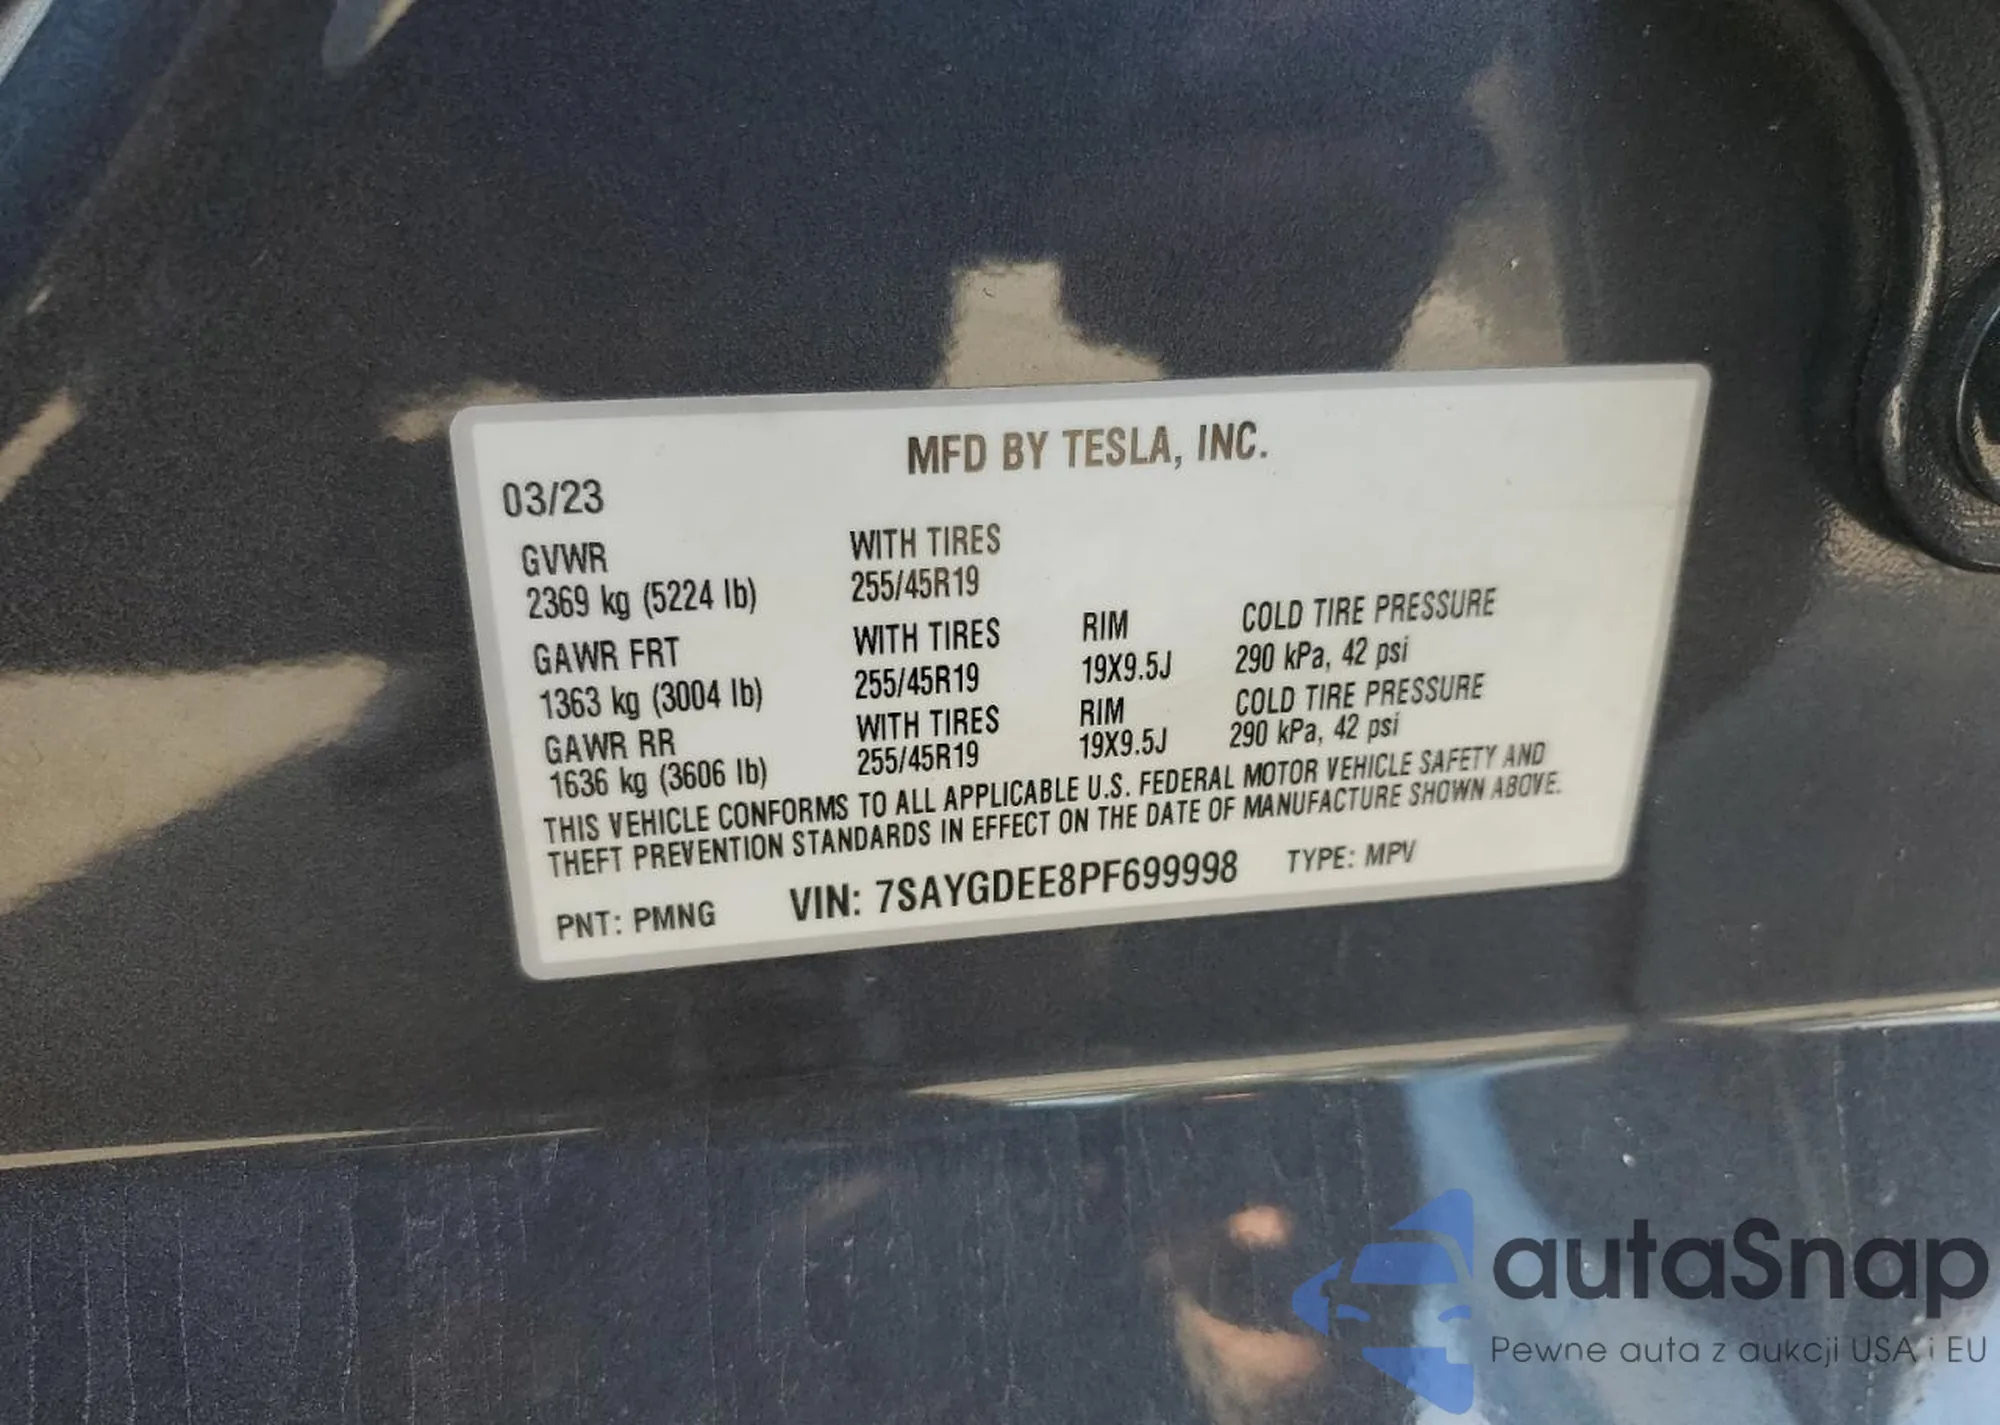 MFD BY TESLA, INC.
03/23
GVWR WITH TIRES
2369 kg (5224 lb) 255/45R19
GAWR FRT WITH TIRES RIM COLD TIRE PRESSURE
1363 kg (3004 lb) 255/45R19 19X9.5J 290 kPa, 42 psi
GAWR RR WITH TIRES RIM COLD TIRE PRESSURE
1636 kg (3606 lb) 255/45R19 19X9.5J 290 kPa, 42 psi
THIS VEHICLE CONFORMS TO ALL APPLICABLE U.S. FEDERAL MOTOR VEHICLE SAFETY AND
THEFT PREVENTION STANDARDS IN EFFECT ON THE DATE OF MANUFACTURE SHOWN ABOVE.
PNT: PMNG VIN: 7SAYGDEE8PF699998 TYPE: MPV
autaSnap
Pewne auta z aukcji USA i EU